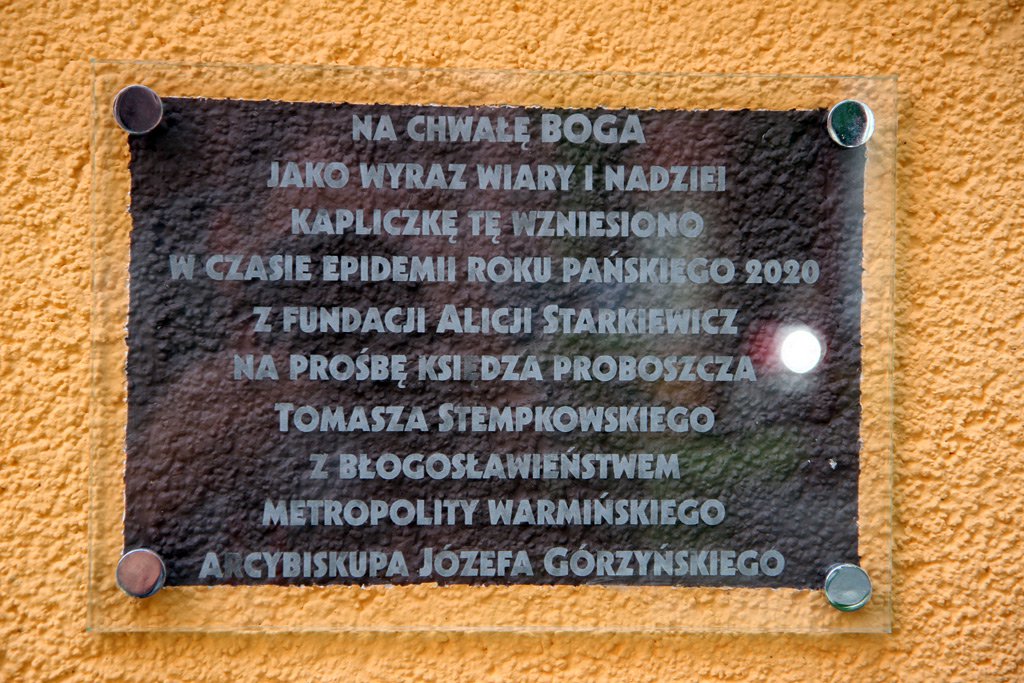 NA CHWAŁĘ BOGA
JAKO WYRAZ WIARY I NADZIEI
KAPLICZKĘ TĘ WZNIESIONO
W CZASIE EPIDEMII ROKU PAŃSKIEGO 2020
Z FUNDACJI ALICJI STARKIEWICZ
NA PROŚBĘ KSIEDZA PROBOSZCZA
TOMASZA STEMPKOWSKIEGO
Z BŁOGOSŁAWIEŃSTWEM
METROPOLITY WARMIŃSKIEGO
ARCYBISKUPA JÓZEFA GÓRZYŃSKIEGO